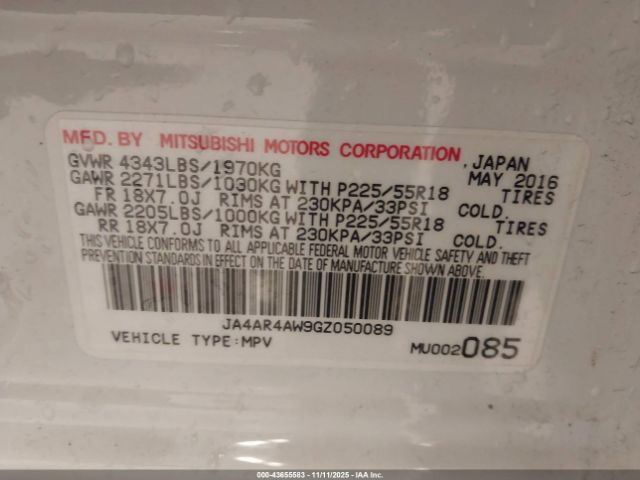 MFD. BY MITSUBISHI MOTORS CORPORATION, JAPAN
GVWR 4343LBS/1970KG MAY 2016
GAWR 2271LBS/1030KG WITH P225/55R18 TIRES
FR 18X7.0J RIMS AT 230KPA/33PSI COLD.
GAWR 2205LBS/1000KG WITH P225/55R18 TIRES
RR 18X7.0J RIMS AT 230KPA/33PSI COLD.
THIS VEHICLE CONFORMS TO ALL APPLICABLE FEDERAL MOTOR VEHICLE SAFETY AND THEFT
PREVENTION STANDARDS IN EFFECT ON THE DATE OF MANUFACTURE SHOWN ABOVE.
JA4AR4AW9GZ050089
VEHICLE TYPE:MPV MU002085
000-43655583 - 11/11/2025 - IAAI.com